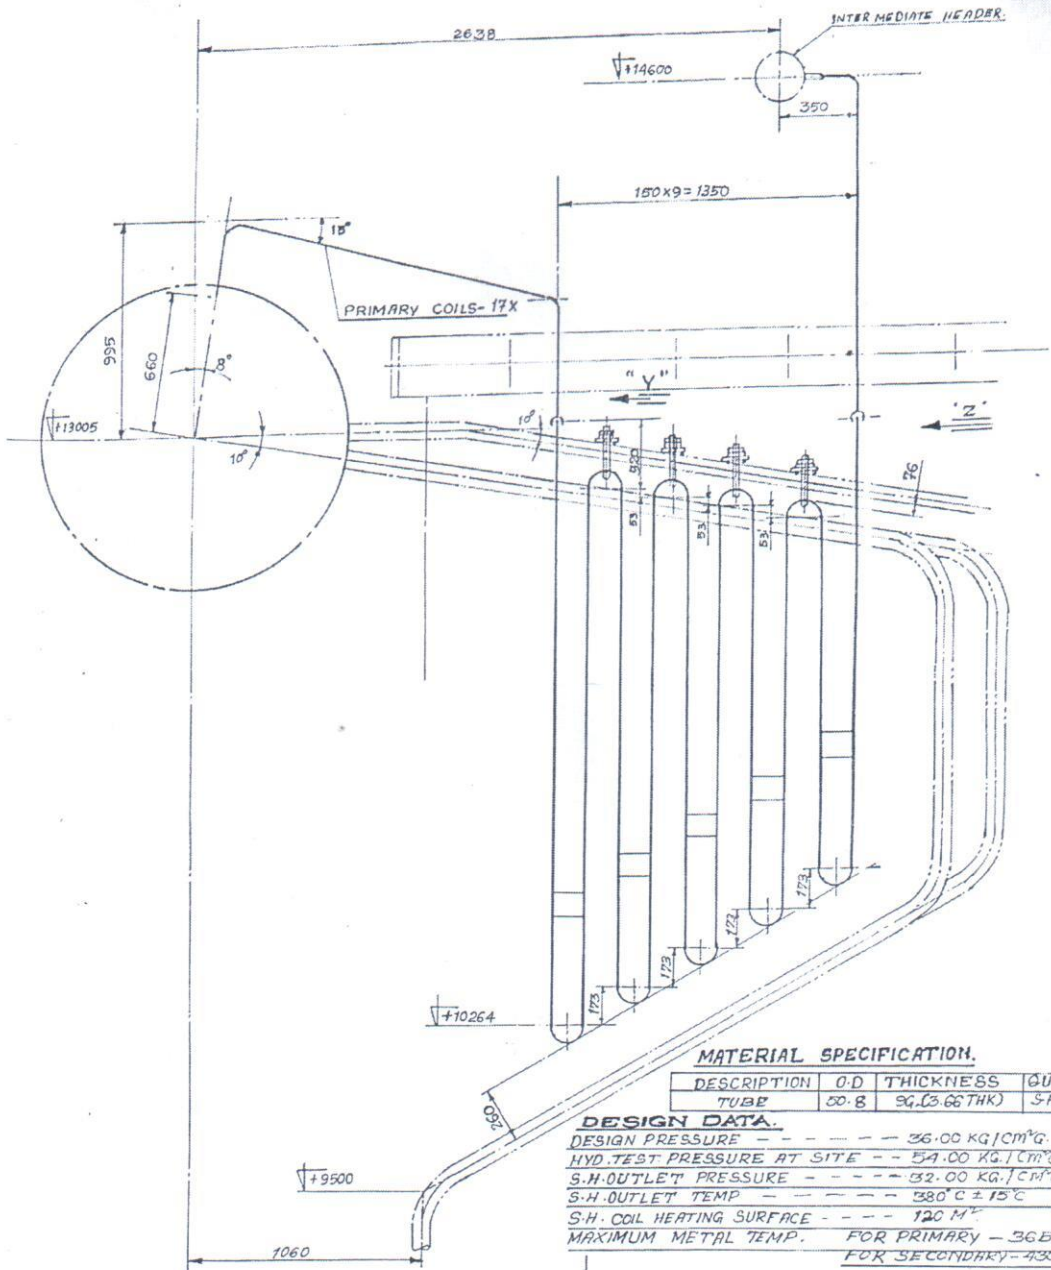 INTERMEDIATE HEADER.
2638
+14600
350
150X9=1350
15°
PRIMARY COILS-17X
995
660
8°
"Y"
"Z"
+13005
10°
10°
920
76
53
53
53
173
173
173
173
+10264
260
+9500
1060
MATERIAL SPECIFICATION.
DESCRIPTION O.D THICKNESS
TUBE 50.8 9G.(3.66 THK)
DESIGN DATA.
DESIGN PRESSURE - - - - - - 36.00 KG/CM²G.
HYD.TEST PRESSURE AT SITE - - 54.00 KG./CM²
S.H.OUTLET PRESSURE - - - - - 32.00 KG./CM²
S.H.OUTLET TEMP - - - - - 380°C ± 15°C
S.H. COIL HEATING SURFACE - - - - 120 M²
MAXIMUM METAL TEMP. FOR PRIMARY -
FOR SECONDARY -